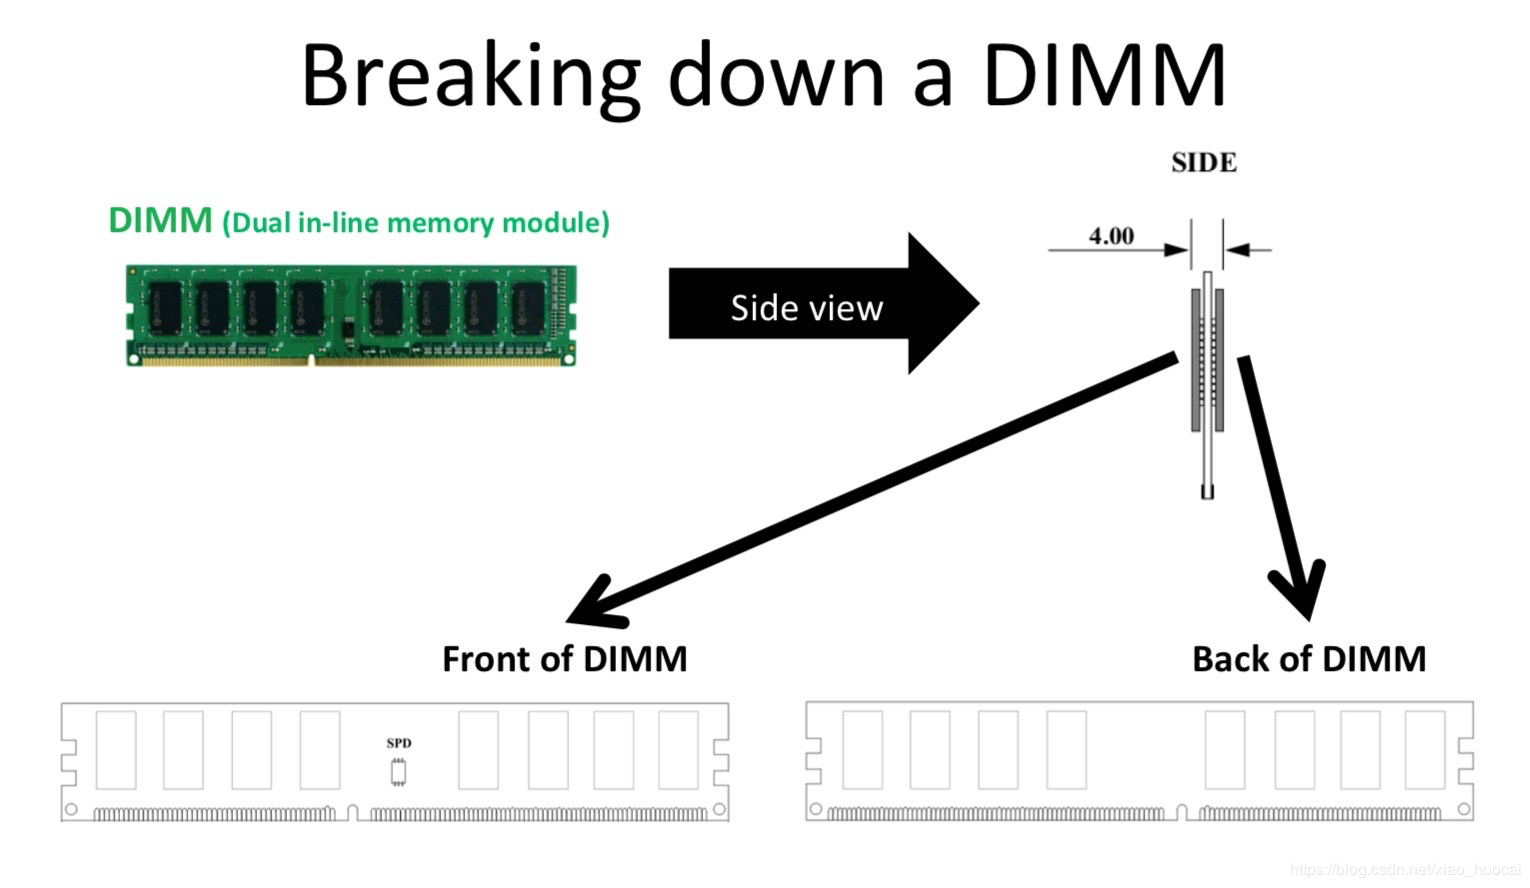 Breaking down a DIMM
SIDE
DIMM (Dual in-line memory module)
4.00
Side view
Front of DIMM
Back of DIMM
SPD
https://blog.csdn.net/xiao_huocai